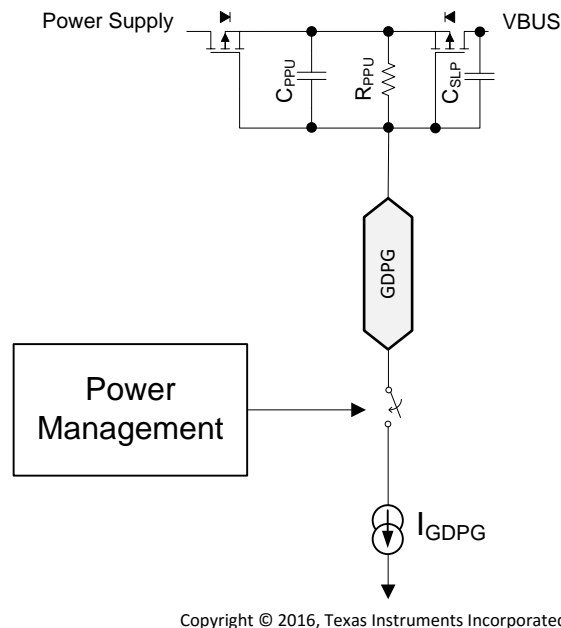 Power Supply
VBUS
CPPU
RPPU
CSLP
GDPG
Power
Management
IGDPG
Copyright © 2016, Texas Instruments Incorporated